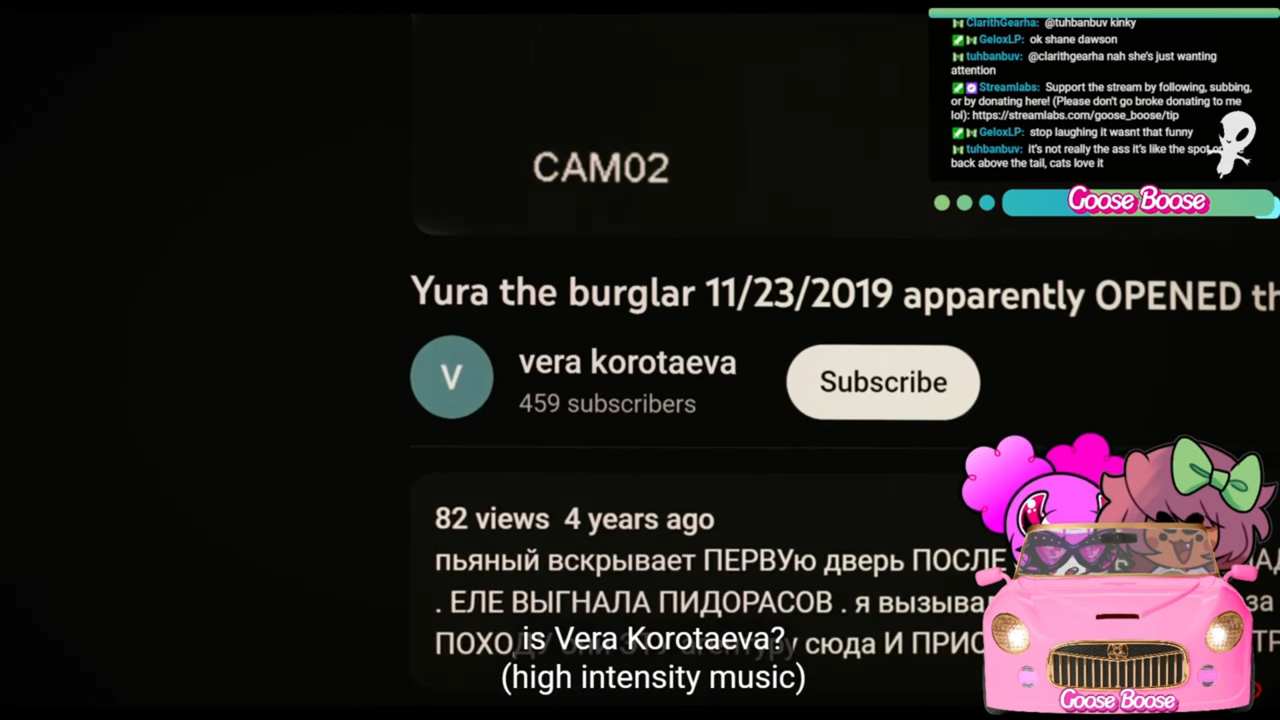 ClarithGearha: @tuhbanbuv kinky
GeloxLP: ok shane dawson
tuhbanbuv: @clarithgearha nah she's just wanting
attention
Streamlabs: Support the stream by following, subbing,
or by donating here! (Please don't go broke donating to me
lol): https://streamlabs.com/goose_boose/tip
GeloxLP: stop laughing it wasnt that funny
tuhbanbuv: it's not really the ass it's like the spot
back above the tail, cats love it
Goose Boose
CAM02
Yura the burglar 11/23/2019 apparently OPENED
V
vera korotaeva
459 subscribers
Subscribe
82 views 4 years ago
пьяный вскрывает ПЕРВУю дверь ПОСЛЕ
. ЕЛЕ ВЫГНАЛА ПИДОРАСОВ . я за
сюда И
is Vera Korotaeva?
(high intensity music)
Goose Boose